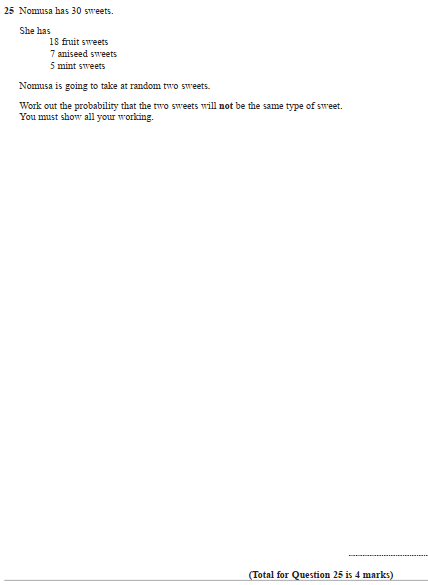 25 Nomusa has 30 sweets.
She has
18 fruit sweets
7 aniseed sweets
5 mint sweets
Nomusa is going to take at random two sweets.
Work out the probability that the two sweets will not be the same type of sweet.
You must show all your working.
(Total for Question 25 is 4 marks)